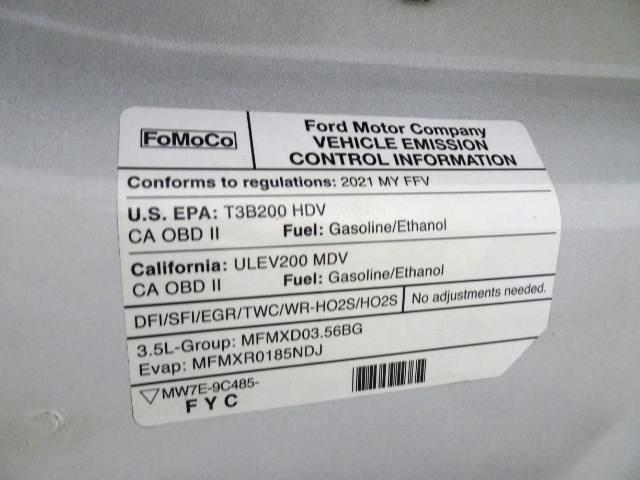 FoMoCo
Ford Motor Company
VEHICLE EMISSION
CONTROL INFORMATION
Conforms to regulations: 2021 MY FFV
U.S. EPA: T3B200 HDV
CA OBD II Fuel: Gasoline/Ethanol
California: ULEV200 MDV
CA OBD II Fuel: Gasoline/Ethanol
DFI/SFI/EGR/TWC/WR-HO2S/HO2S No adjustments needed.
3.5L-Group: MFMXD03.56BG
Evap: MFMXR0185NDJ
MW7E-9C485-
FYC